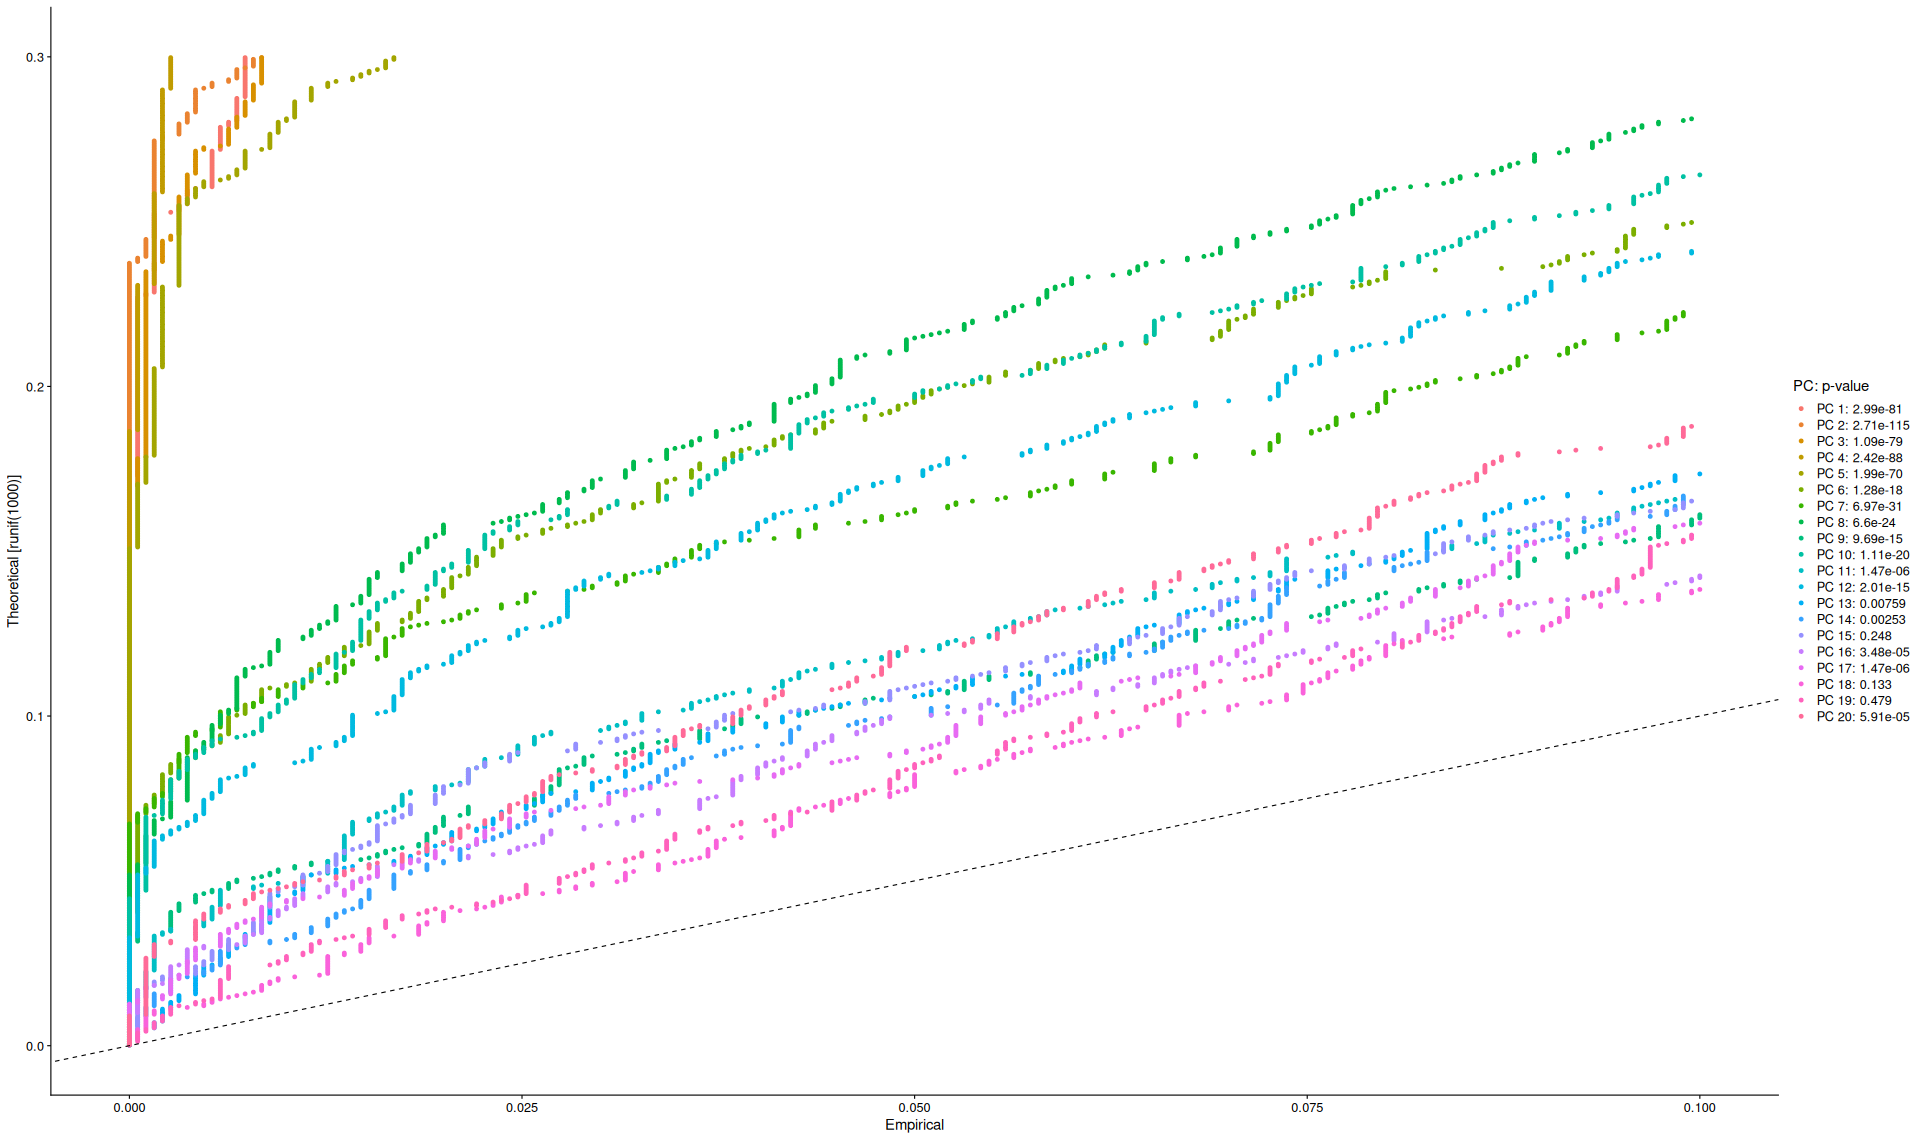 0.3
0.2
0.1
0.0
Theoretical [runif(1000)]
0.000
0.025
0.050
0.075
0.100
Empirical
PC: p-value
PC 1: 2.99e-81
PC 2: 2.71e-115
PC 3: 1.09e-79
PC 4: 2.42e-88
PC 5: 1.99e-70
PC 6: 1.28e-18
PC 7: 6.97e-31
PC 8: 6.6e-24
PC 9: 9.69e-15
PC 10: 1.11e-20
PC 11: 1.47e-06
PC 12: 2.01e-15
PC 13: 0.00759
PC 14: 0.00253
PC 15: 0.248
PC 16: 3.48e-05
PC 17: 1.47e-06
PC 18: 0.133
PC 19: 0.479
PC 20: 5.91e-05